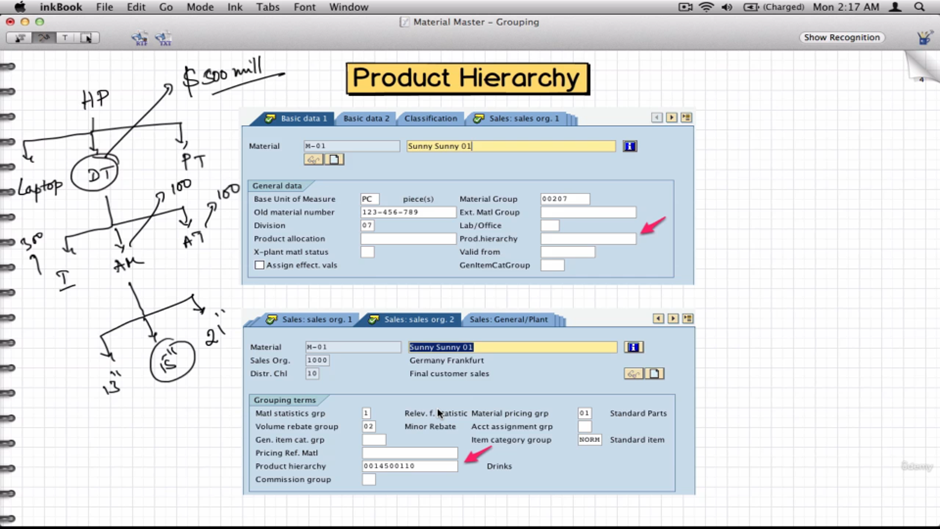 inkBook File Edit Go Mode Ink Tabs Font Window (Charged) Mon 2:17 AM
Material Master - Grouping
T Show Recognition
4
Product Hierarchy
$ 500 mill
HP
Laptop DT PT
300 100 100
I AM AT
13" 15" 21"
Basic data 1 Basic data 2 Classification Sales: sales org. 1
Material M-01 Sunny Sunny 01
General data
Base Unit of Measure PC piece(s) Material Group 00207
Old material number 123-456-789 Ext. Matl Group
Division 07 Lab/Office
Product allocation Prod.hierarchy
X-plant matl status Valid from
Assign effect. vals GenItemCatGroup
Sales: sales org. 1 Sales: sales org. 2 Sales: General/Plant
Material M-01 Sunny Sunny 01
Sales Org. 1000 Germany Frankfurt
Distr. Chl 10 Final customer sales
Grouping terms
Matl statistics grp 1 Relev. f. statistic Material pricing grp 01 Standard Parts
Volume rebate group 02 Minor Rebate Acct assignment grp
Gen. item cat. grp Item category group NORM Standard item
Pricing Ref. Matl
Product hierarchy 0014500110 Drinks
Commission group